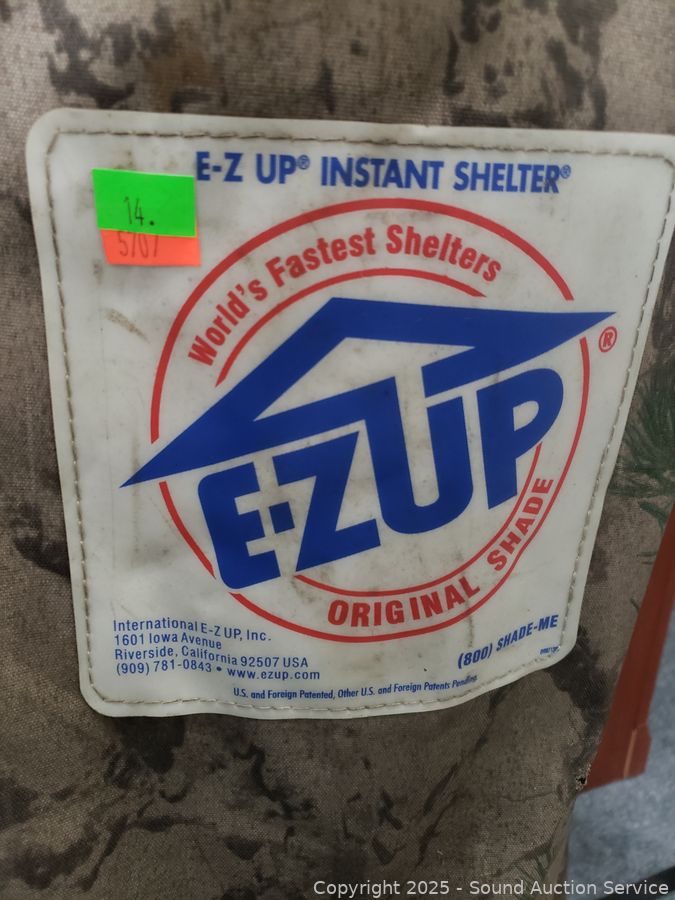 E-Z UP® INSTANT SHELTER®
14.
5707
World's Fastest Shelters
E-Z UP®
ORIGINAL SHADE
International E-Z UP, Inc.
1601 Iowa Avenue
Riverside, California 92507 USA
(909) 781-0843 • www.ezup.com
(800) SHADE-ME
U.S. and Foreign Patented, Other U.S. and Foreign Patents Pending.
Copyright 2025 - Sound Auction Service